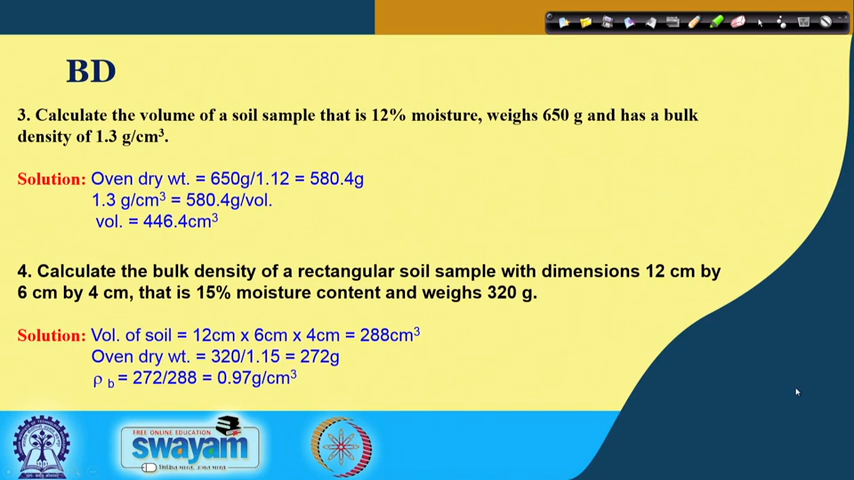 BD
3. Calculate the volume of a soil sample that is 12% moisture, weighs 650 g and has a bulk
density of 1.3 g/cm³.
Solution: Oven dry wt. = 650g/1.12 = 580.4g
1.3 g/cm³ = 580.4g/vol.
vol. = 446.4cm³
4. Calculate the bulk density of a rectangular soil sample with dimensions 12 cm by
6 cm by 4 cm, that is 15% moisture content and weighs 320 g.
Solution: Vol. of soil = 12cm x 6cm x 4cm = 288cm³
Oven dry wt. = 320/1.15 = 272g
ρ b = 272/288 = 0.97g/cm³
FREE ONLINE EDUCATION
swayam